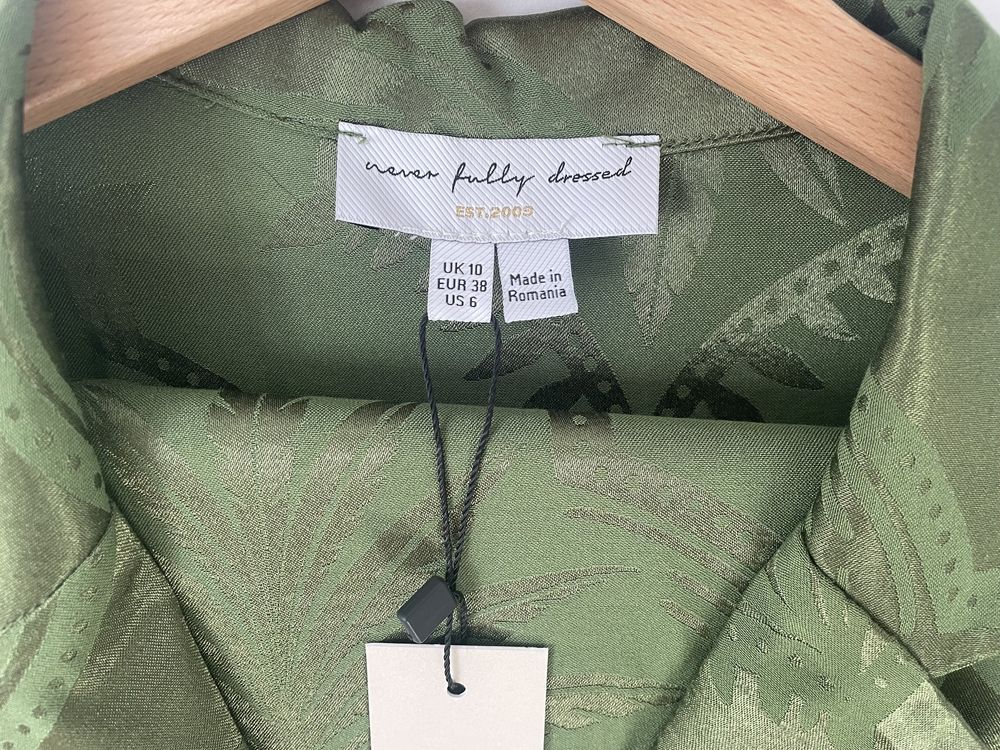 never fully dressed
EST.2009
UK 10
EUR 38
US 6
Made in
Romania